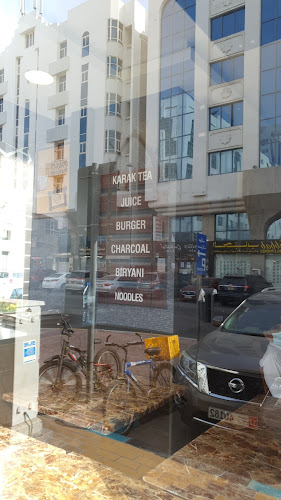 KARAK TEA
JUICE
BURGER
CHARCOAL
BIRYANI
NOODLES